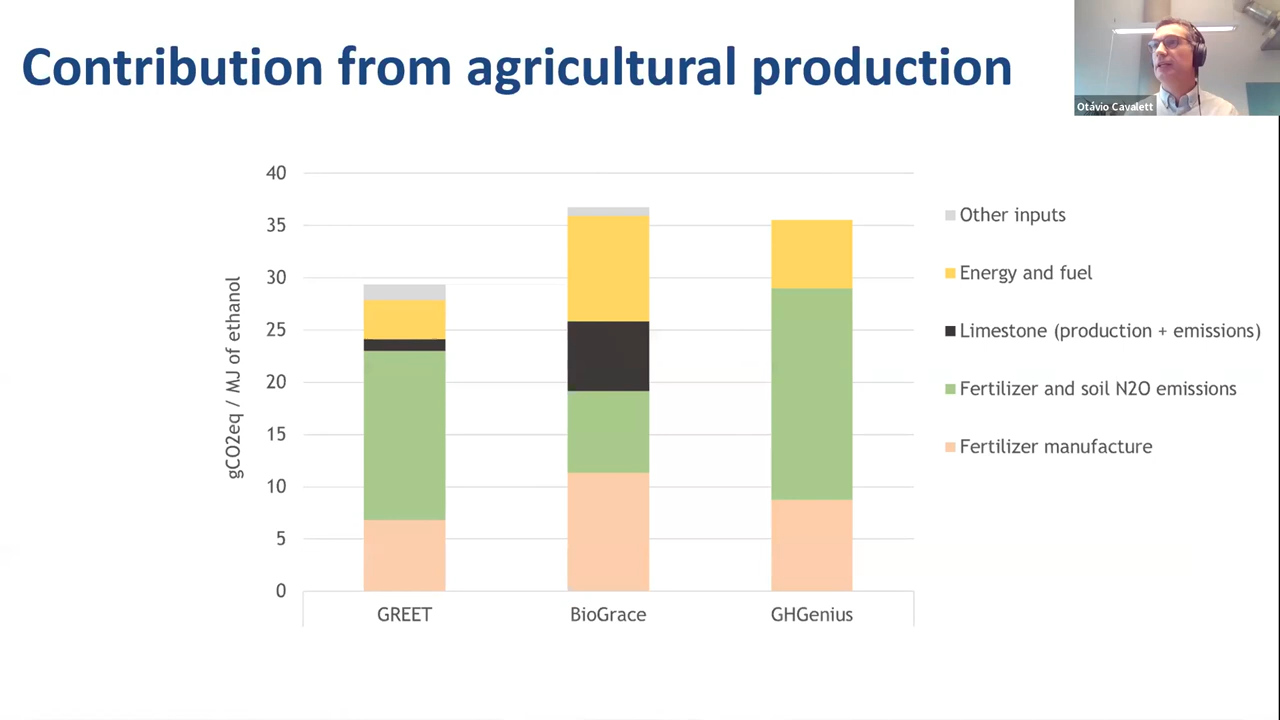 Contribution from agricultural production
Otávio Cavalett
gCO2eq / MJ of ethanol
40
35
30
25
20
15
10
5
0
GREET
BioGrace
GHGenius
Other inputs
Energy and fuel
Limestone (production + emissions)
Fertilizer and soil N2O emissions
Fertilizer manufacture